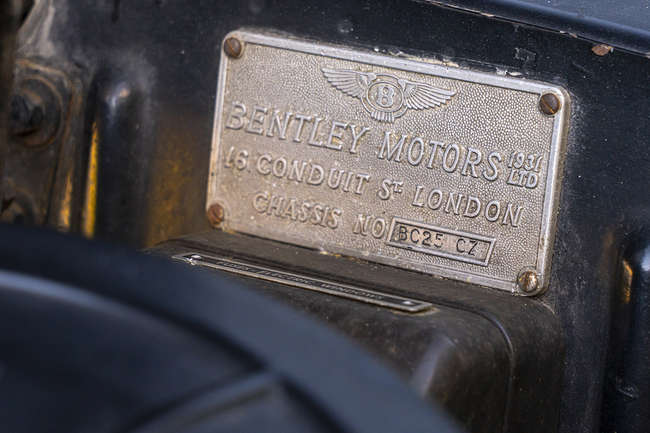 B
BENTLEY MOTORS 1931 LTD
16 CONDUIT ST. LONDON
CHASSIS NO BC25 CZ